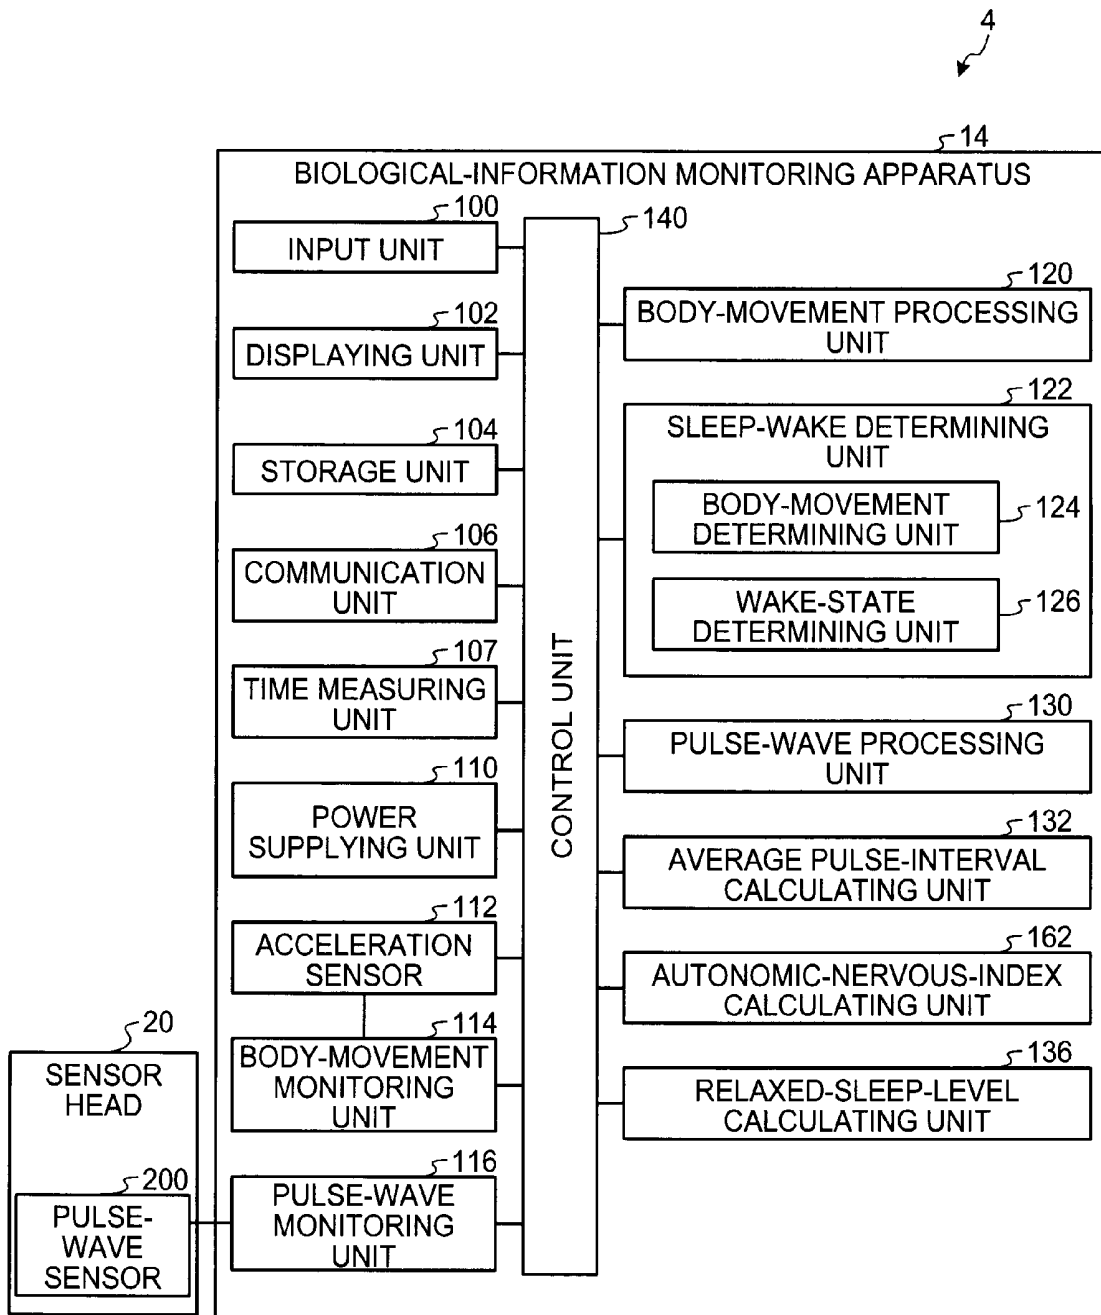 4
14
BIOLOGICAL-INFORMATION MONITORING APPARATUS
100
INPUT UNIT
102
DISPLAYING UNIT
104
STORAGE UNIT
106
COMMUNICATION
UNIT
107
TIME MEASURING
UNIT
110
POWER
SUPPLYING UNIT
112
ACCELERATION
SENSOR
114
BODY-MOVEMENT
MONITORING
UNIT
116
PULSE-WAVE
MONITORING
UNIT
20
SENSOR
HEAD
200
PULSE-
WAVE
SENSOR
140
CONTROL UNIT
120
BODY-MOVEMENT PROCESSING
UNIT
122
SLEEP-WAKE DETERMINING
UNIT
BODY-MOVEMENT
DETERMINING UNIT
124
WAKE-STATE
DETERMINING UNIT
126
130
PULSE-WAVE PROCESSING
UNIT
132
AVERAGE PULSE-INTERVAL
CALCULATING UNIT
162
AUTONOMIC-NERVOUS-INDEX
CALCULATING UNIT
136
RELAXED-SLEEP-LEVEL
CALCULATING UNIT